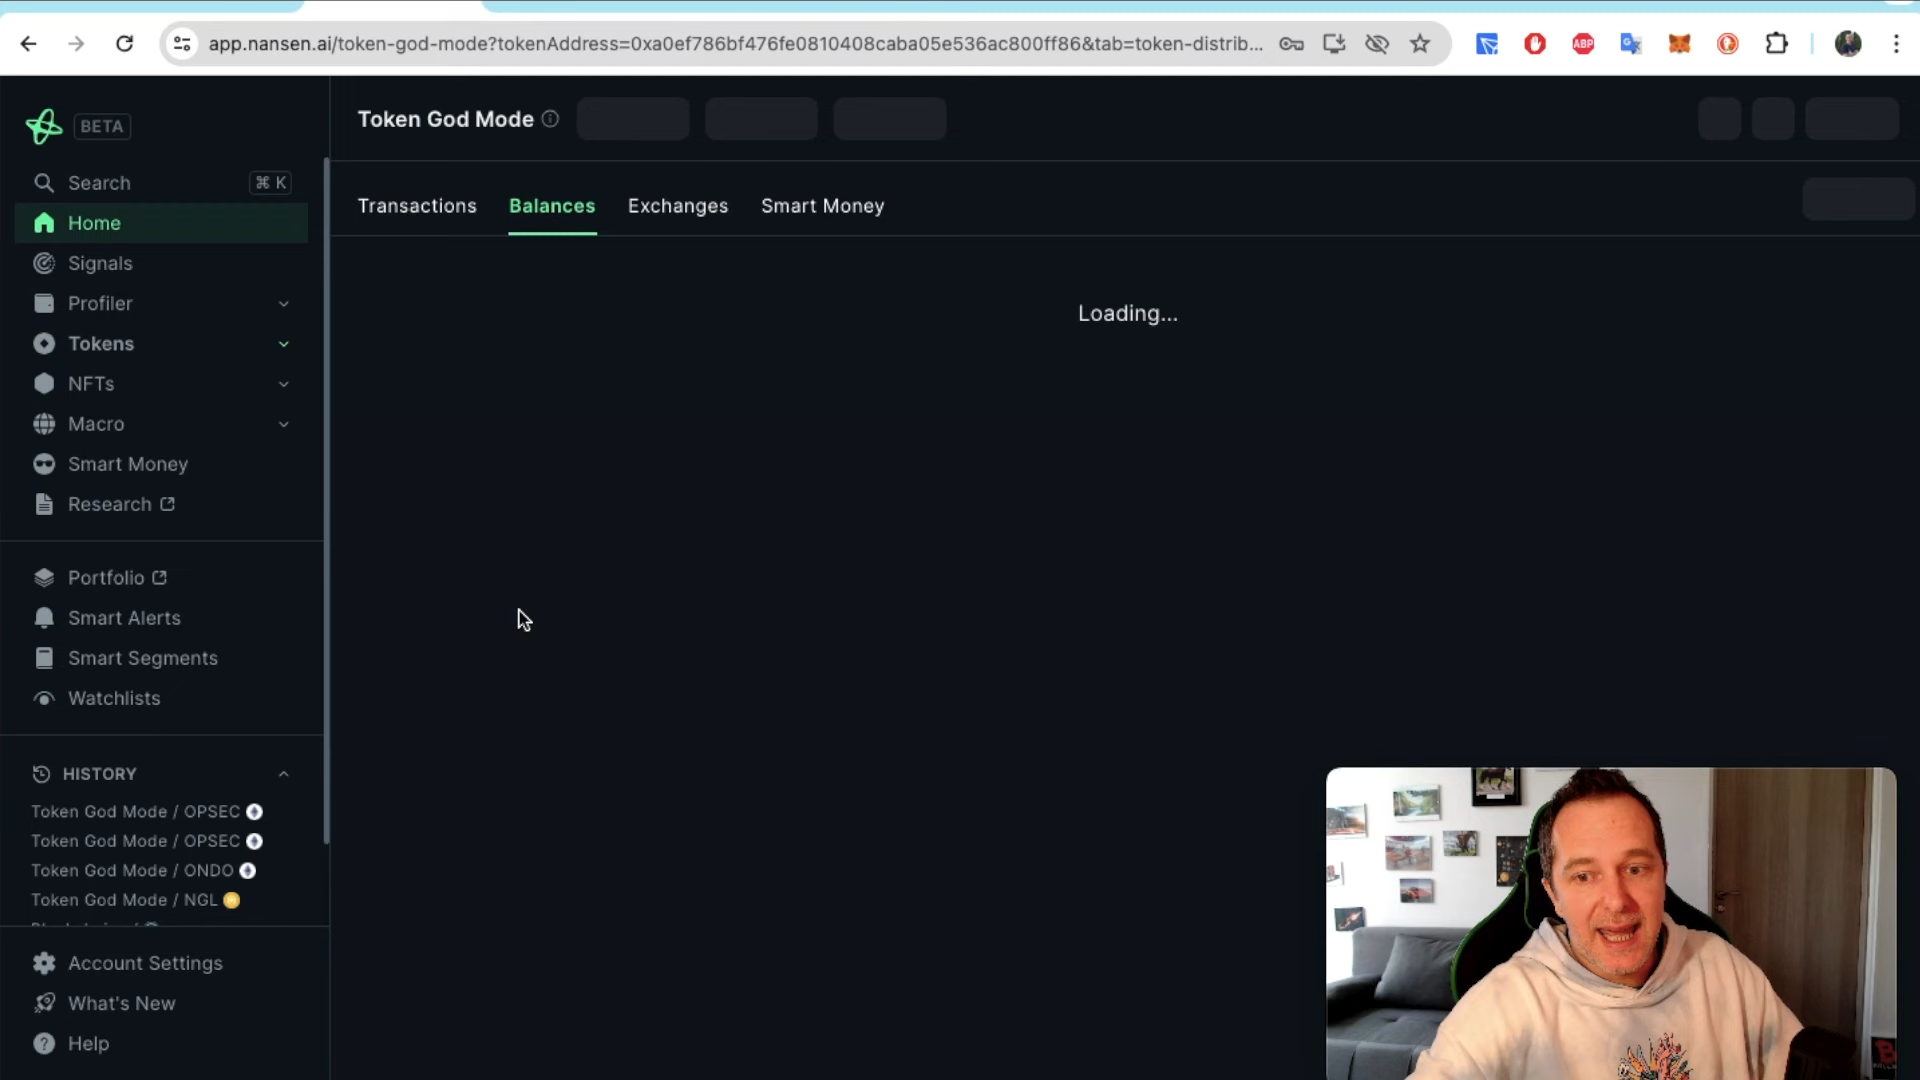 app.nansen.ai/token-god-mode?tokenAddress=0xa0ef786bf476fe0810408caba05e536ac800ff86&tab=token-distrib...
ABP
BETA
Search
⌘ K
Home
Signals
Profiler
Tokens
NFTs
Macro
Smart Money
Research
Portfolio
Smart Alerts
Smart Segments
Watchlists
HISTORY
Token God Mode / OPSEC
Token God Mode / OPSEC
Token God Mode / ONDO
Token God Mode / NGL
Account Settings
What's New
Help
Token God Mode
Transactions
Balances
Exchanges
Smart Money
Loading...